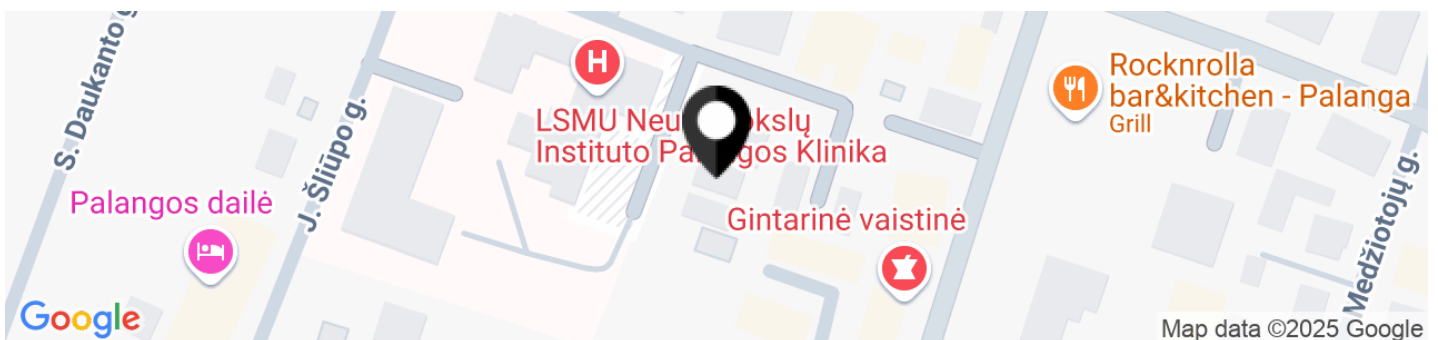 S. Daukanto g.
J. Šliūpo g.
H
LSMU Neu okslų
Instituto Pa gos Klinika
Rocknrolla
bar&kitchen - Palanga
Grill
Palangos dailė
Gintarinė vaistinė
Medžiotojų g.
Google
Map data ©2025 Google